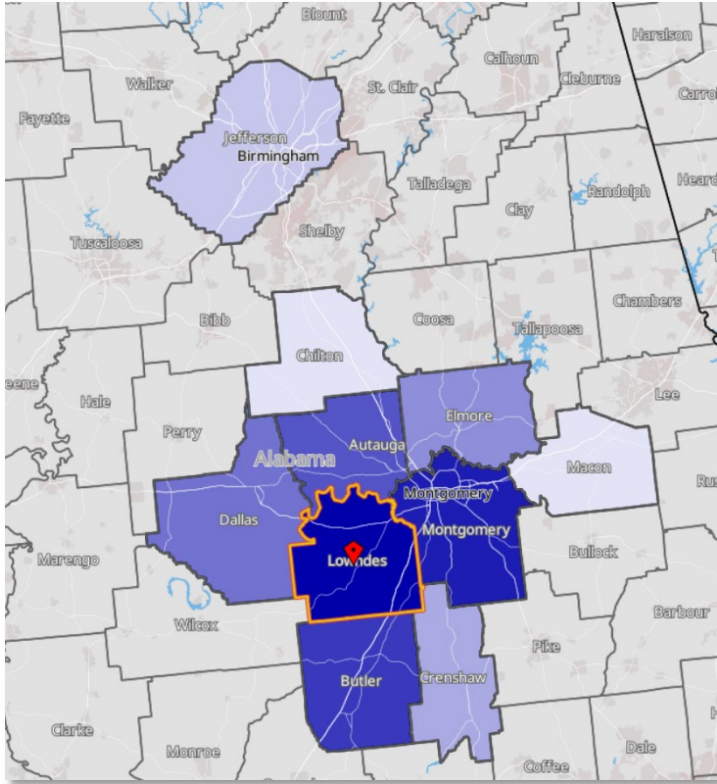 Blount
Haralson
Walker
St. Clair
Calhoun
Cleburne
Fayette
Jefferson
Birmingham
Talladega
Randolph
Clay
Shelby
Tuscaloosa
Bibb
Coosa
Tallapoosa
Chambers
Chilton
Hale
Lee
Perry
Elmore
Autauga
Alabama
Macon
Montgomery
Dallas
Montgomery
Bullock
Marengo
Lowndes
Wilcox
Barbour
Pike
Butler
Crenshaw
Clarke
Monroe
Coffee
Dale